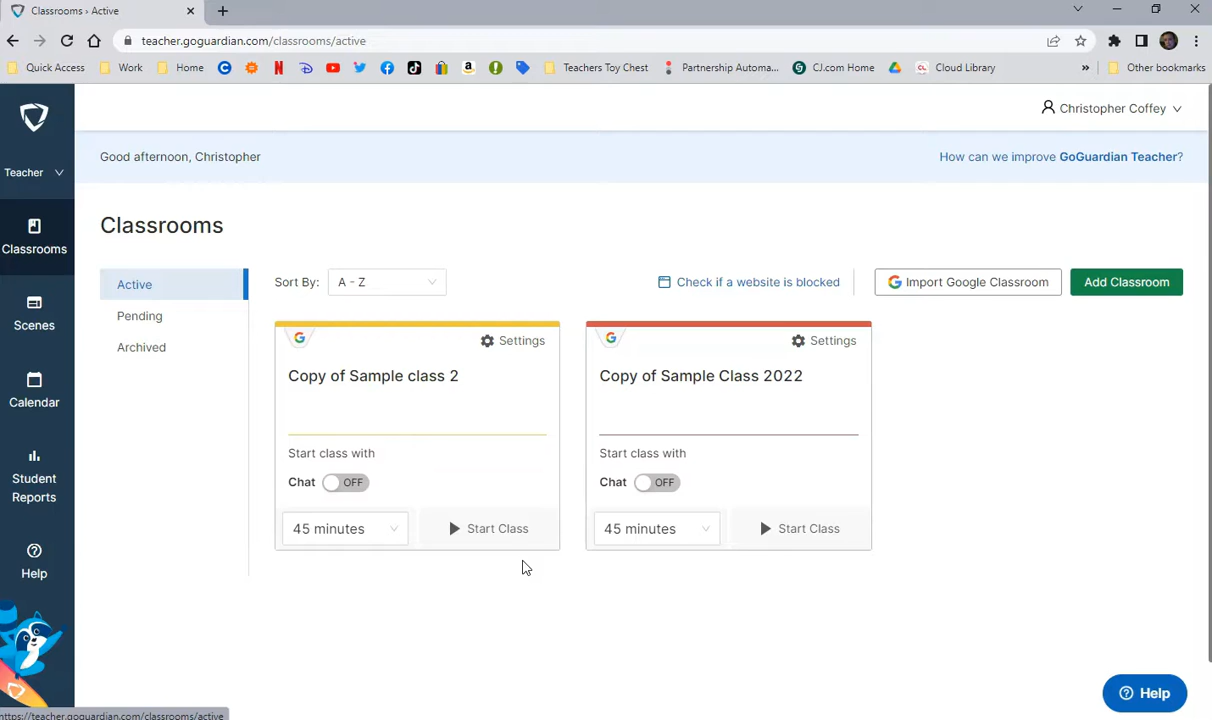 Classrooms › Active
teacher.goguardian.com/classrooms/active
Quick Access Work Home Teachers Toy Chest Partnership Automa... CJ.com Home Cloud Library » Other bookmarks
Christopher Coffey
Good afternoon, Christopher
How can we improve GoGuardian Teacher?
Teacher
Classrooms
Scenes
Calendar
Student
Reports
Help
Classrooms
Active
Pending
Archived
Sort By: A - Z
Check if a website is blocked
Import Google Classroom
Add Classroom
Settings
Copy of Sample class 2
Start class with
Chat OFF
45 minutes
Start Class
Settings
Copy of Sample Class 2022
Start class with
Chat OFF
45 minutes
Start Class
Help
https://teacher.goguardian.com/classrooms/active